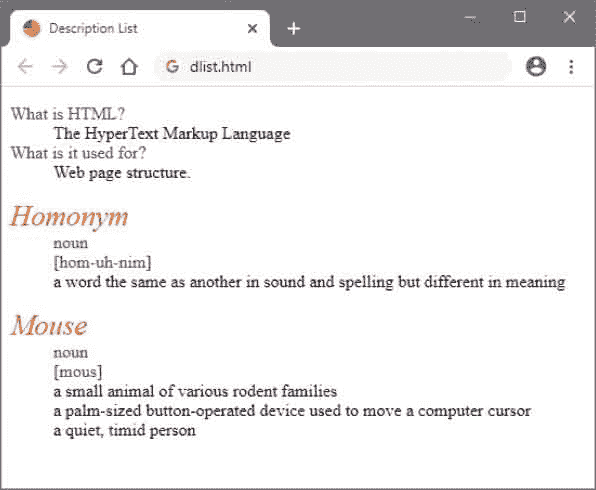 Description List
dlist.html
What is HTML?
The HyperText Markup Language
What is it used for?
Web page structure.
Homonym
noun
[hom-uh-nim]
a word the same as another in sound and spelling but different in meaning
Mouse
noun
[mous]
a small animal of various rodent families
a palm-sized button-operated device used to move a computer cursor
a quiet, timid person